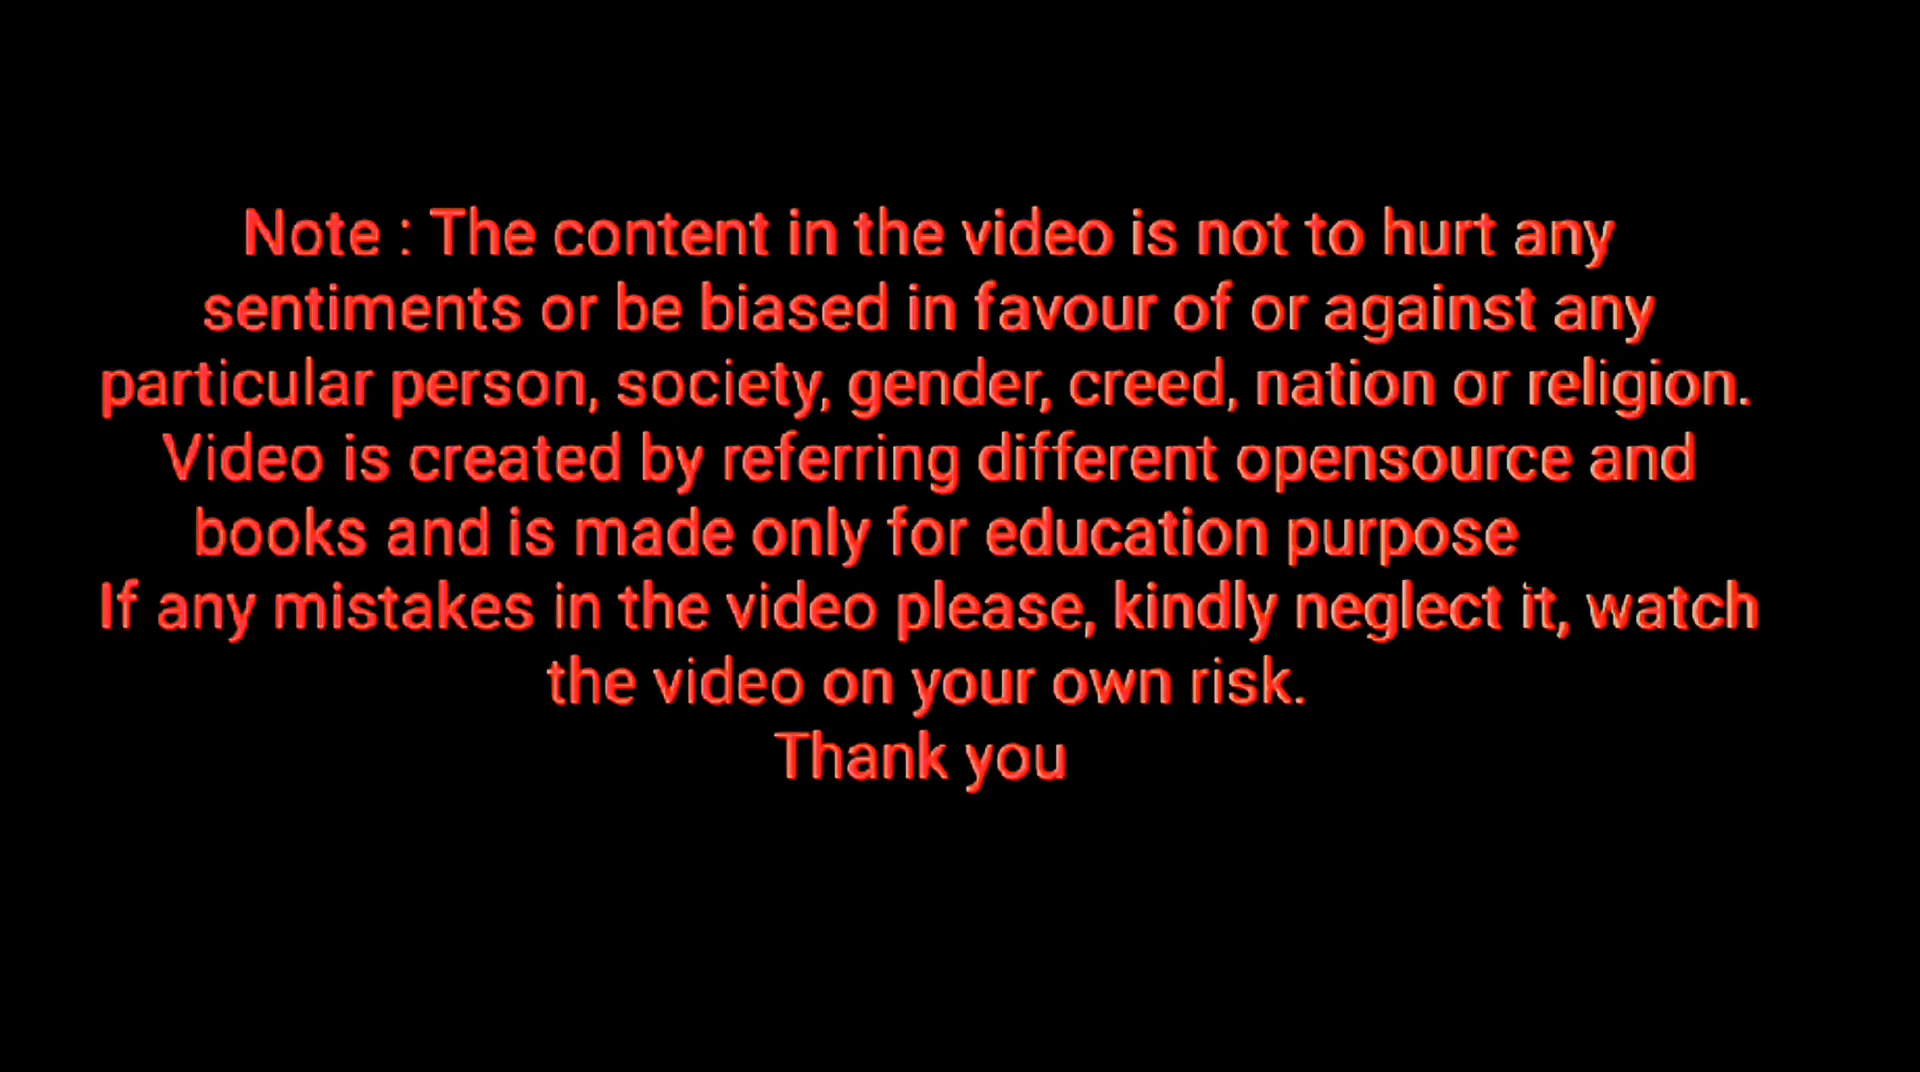 Note : The content in the video is not to hurt any
sentiments or be biased in favour of or against any
particular person, society, gender, creed, nation or religion.
Video is created by referring different opensource and
books and is made only for education purpose
If any mistakes in the video please, kindly neglect it, watch
the video on your own risk.
Thank you